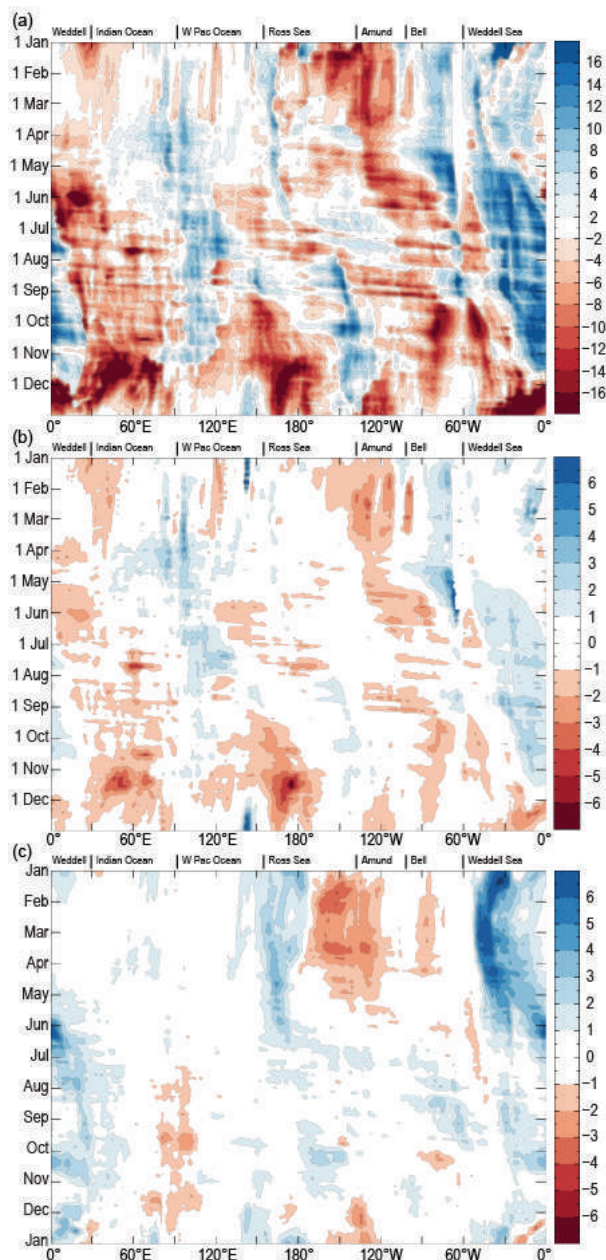 (a)
Weddell Indian Ocean W Pac Ocean Ross Sea Amund Bell Weddell Sea
1 Jan
1 Feb
1 Mar
1 Apr
1 May
1 Jun
1 Jul
1 Aug
1 Sep
1 Oct
1 Nov
1 Dec
0° 60°E 120°E 180° 120°W 60°W 0°
16
14
12
10
8
6
4
2
0
-2
-4
-6
-8
-10
-12
-14
-16
(b)
Weddell Indian Ocean W Pac Ocean Ross Sea Amund Bell Weddell Sea
1 Jan
1 Feb
1 Mar
1 Apr
1 May
1 Jun
1 Jul
1 Aug
1 Sep
1 Oct
1 Nov
1 Dec
0° 60°E 120°E 180° 120°W 60°W 0°
6
5
4
3
2
1
0
-1
-2
-3
-4
-5
-6
(c)
Weddell Indian Ocean W Pac Ocean Ross Sea Amund Bell Weddell Sea
Jan
Feb
Mar
Apr
May
Jun
Jul
Aug
Sep
Oct
Nov
Dec
Jan
0° 60°E 120°E 180° 120°W 60°W 0°
6
5
4
3
2
1
0
-1
-2
-3
-4
-5
-6